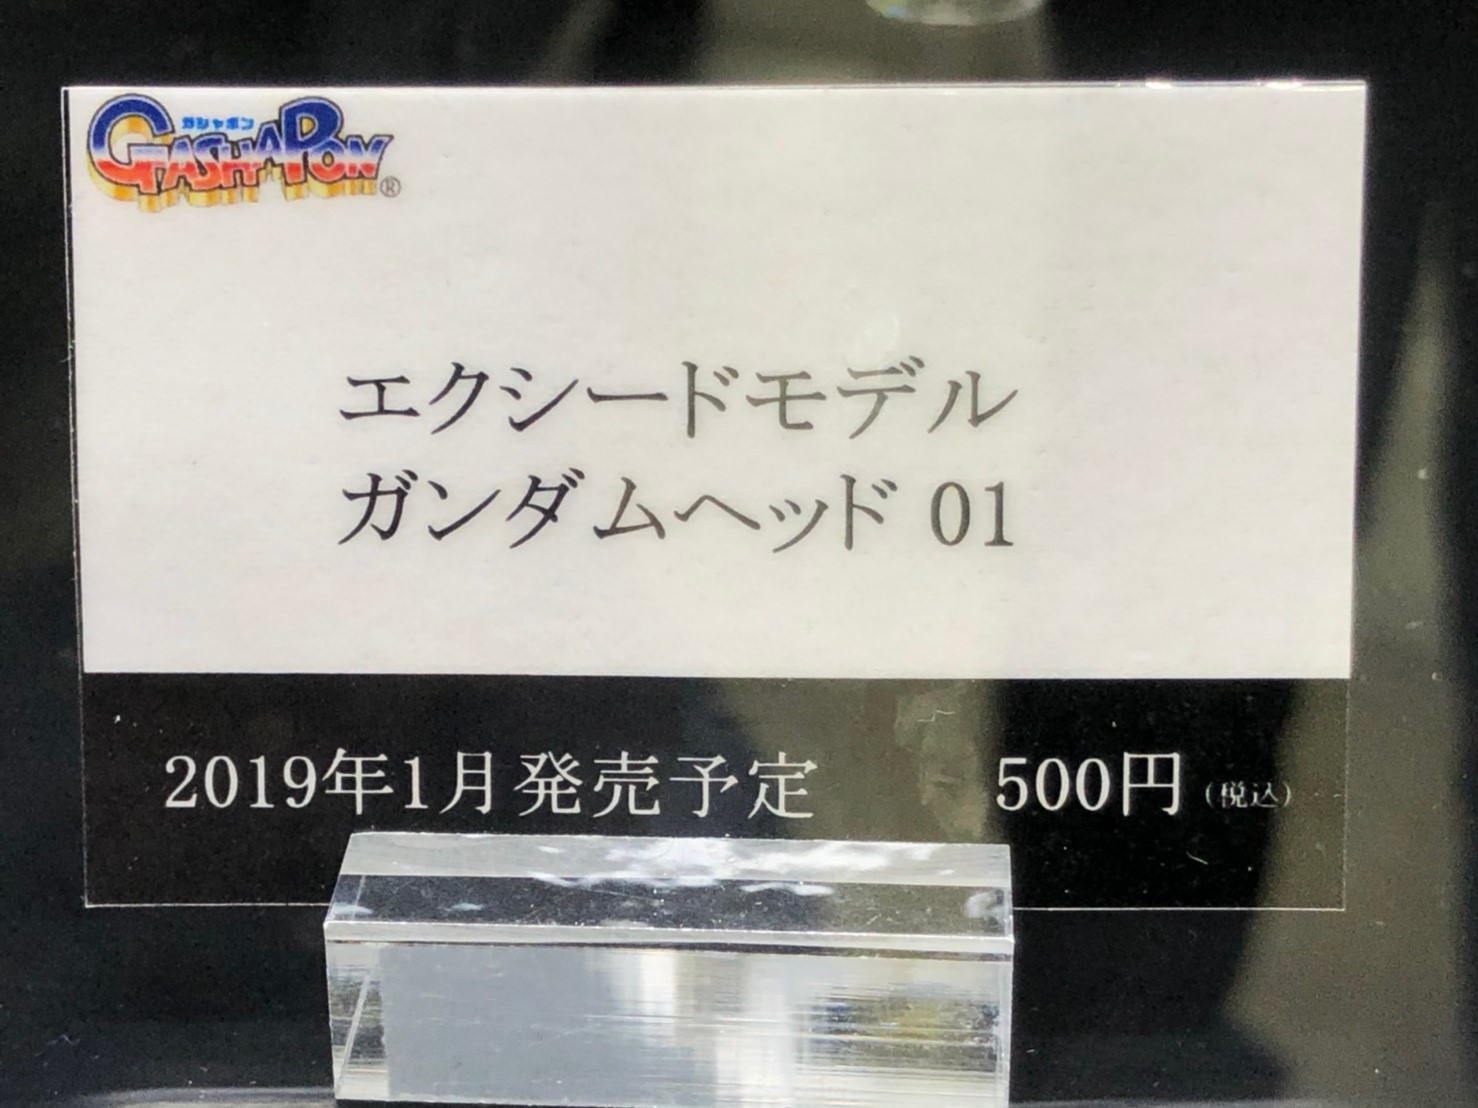 ガシャポン
GASHAPON®
エクシードモデル
ガンダムヘッド 01
2019年1月発売予定 500円(税込)